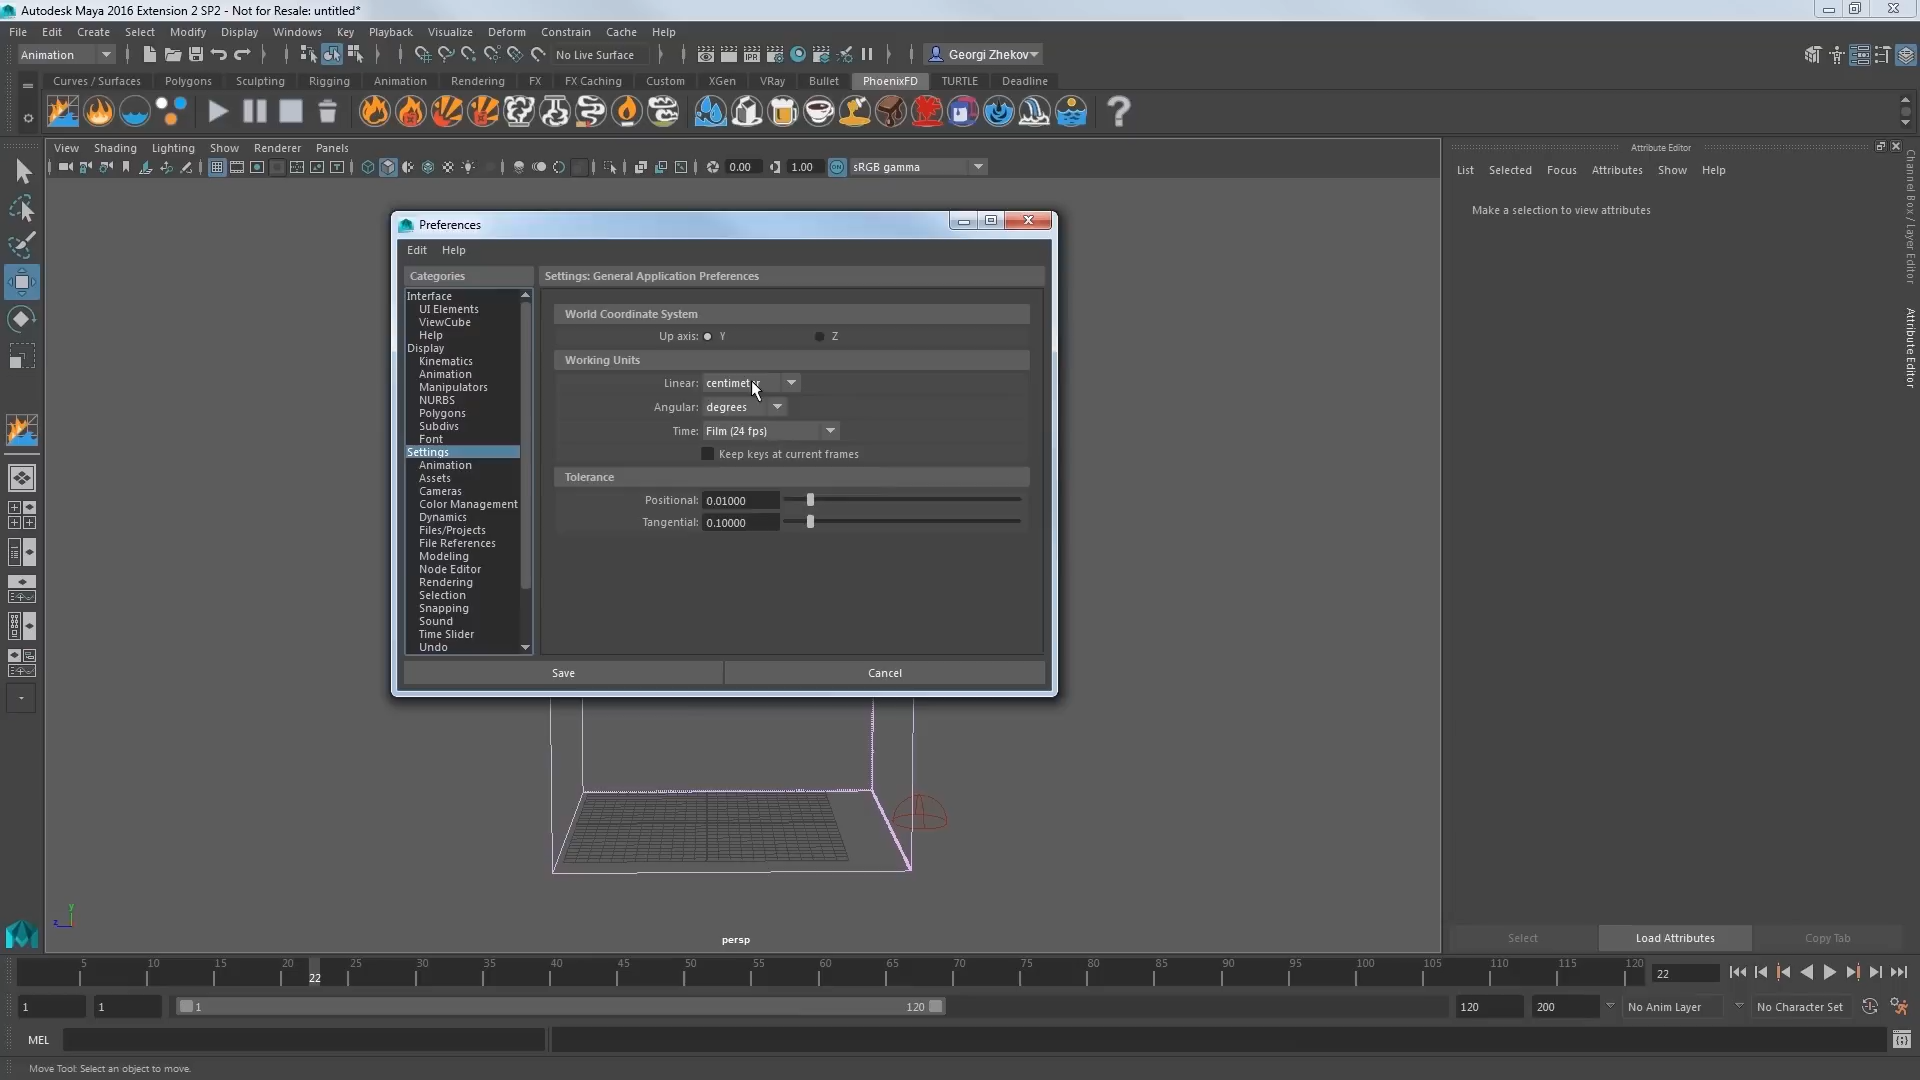 Autodesk Maya 2016 Extension 2 SP2 - Not for Resale: untitled*
File Edit Create Select Modify Display Windows Key Playback Visualize Deform Constrain Cache Help
Animation No Live Surface Georgi Zhekov
Curves / Surfaces Polygons Sculpting Rigging Animation Rendering FX FX Caching Custom XGen VRay Bullet PhoenixFD TURTLE Deadline
IPR
?
View Shading Lighting Show Renderer Panels
0.00 1.00 ON sRGB gamma
Attribute Editor
List Selected Focus Attributes Show Help
Make a selection to view attributes
Channel Box / Layer Editor
Attribute Editor
Preferences
Edit Help
Categories
Interface
UI Elements
ViewCube
Help
Display
Kinematics
Animation
Manipulators
NURBS
Polygons
Subdivs
Font
Settings
Animation
Assets
Cameras
Color Management
Dynamics
Files/Projects
File References
Modeling
Node Editor
Rendering
Selection
Snapping
Sound
Time Slider
Undo
Settings: General Application Preferences
World Coordinate System
Up axis: Y Z
Working Units
Linear: centimeter
Angular: degrees
Time: Film (24 fps)
Keep keys at current frames
Tolerance
Positional: 0.01000
Tangential: 0.10000
Save Cancel
y
z
persp
Select Load Attributes Copy Tab
5 10 15 20 25 30 35 40 45 50 55 60 65 70 75 80 85 90 95 100 105 110 115 120
22 22
1 1 1 120 120 200 No Anim Layer No Character Set
MEL
Move Tool: Select an object to move.